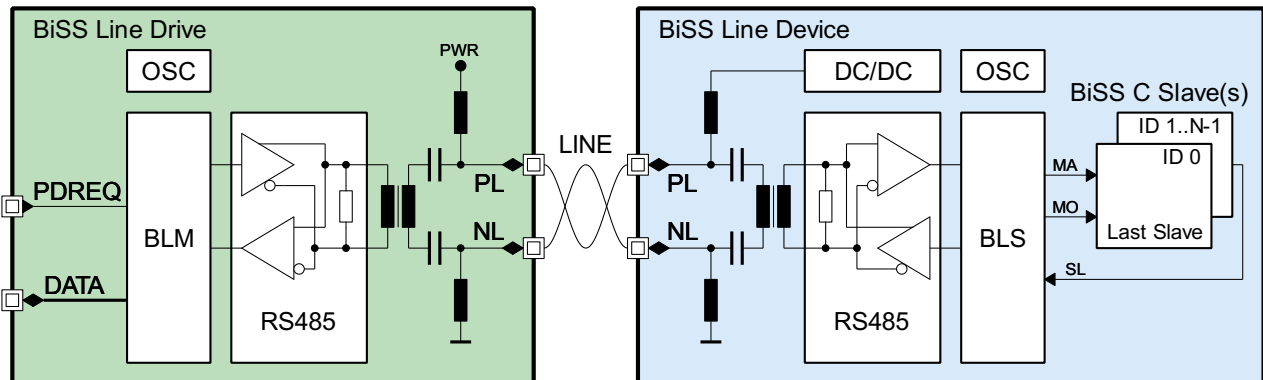 BiSS Line Drive
OSC
PWR
PDREQ
DATA
BLM
RS485
PL
NL
LINE
BiSS Line Device
DC/DC
OSC
PL
NL
RS485
BLS
BiSS C Slave(s)
ID 1..N-1
ID 0
Last Slave
MA
MO
SL